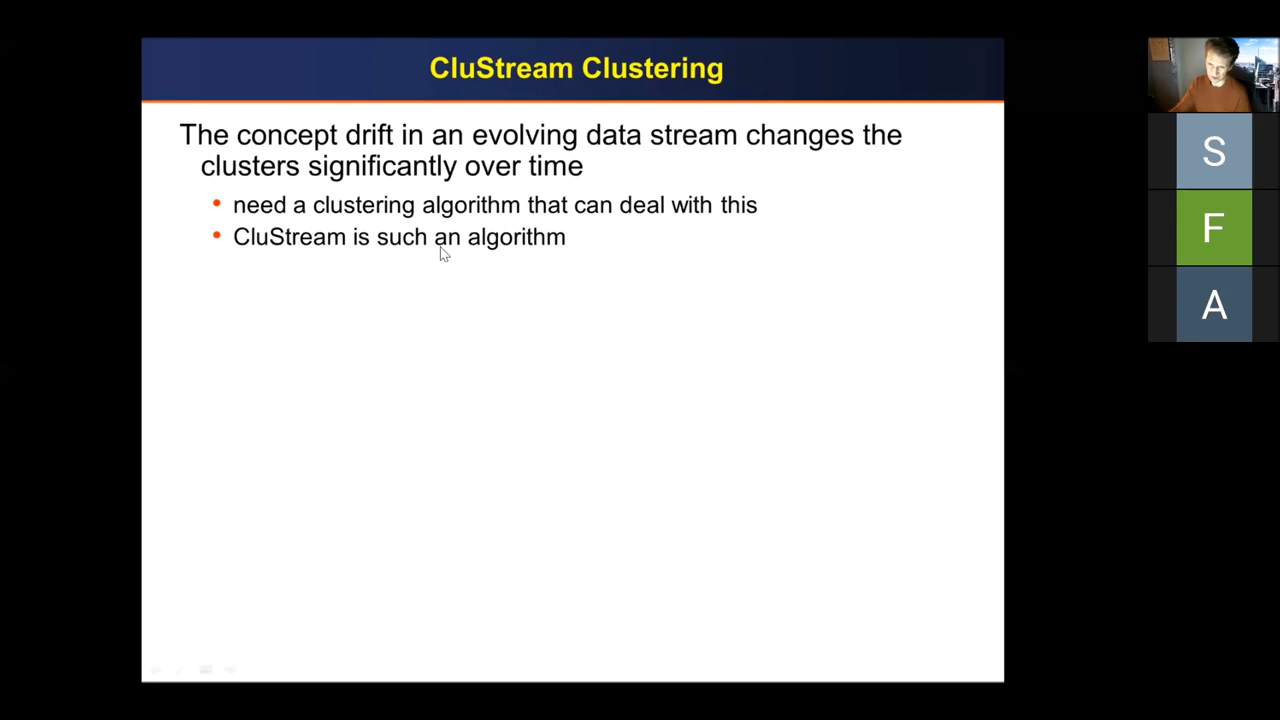 CluStream Clustering
The concept drift in an evolving data stream changes the
clusters significantly over time
need a clustering algorithm that can deal with this
CluStream is such an algorithm
S
F
A